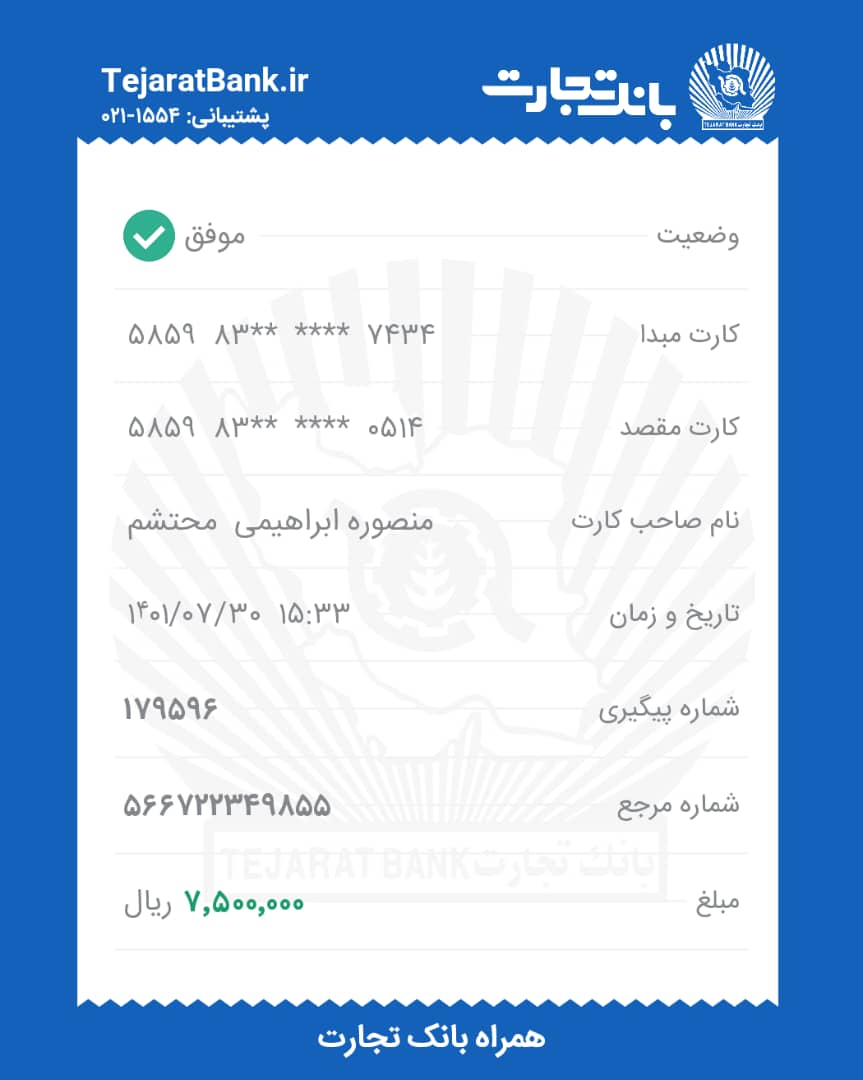 بانک تجارت
TejaratBank.ir
پشتیبانی: ۱۵۵۴-۰۲۱
بانک تجارت TEJARAT BANK
وضعیت موفق
کارت مبدا ۵۸۵۹ ۸۳** **** ۷۴۳۴
کارت مقصد ۵۸۵۹ ۸۳** **** ۰۵۱۴
نام صاحب کارت منصوره ابراهیمی محتشم
تاریخ و زمان ۱۴۰۱/۰۷/۳۰ ۱۵:۳۳
شماره پیگیری ۱۷۹۵۹۶
شماره مرجع ۵۶۶۷۲۲۳۴۹۸۵۵
بانك تجارت TEJARAT BANK
مبلغ ۷,۵۰۰,۰۰۰ ریال
همراه بانک تجارت